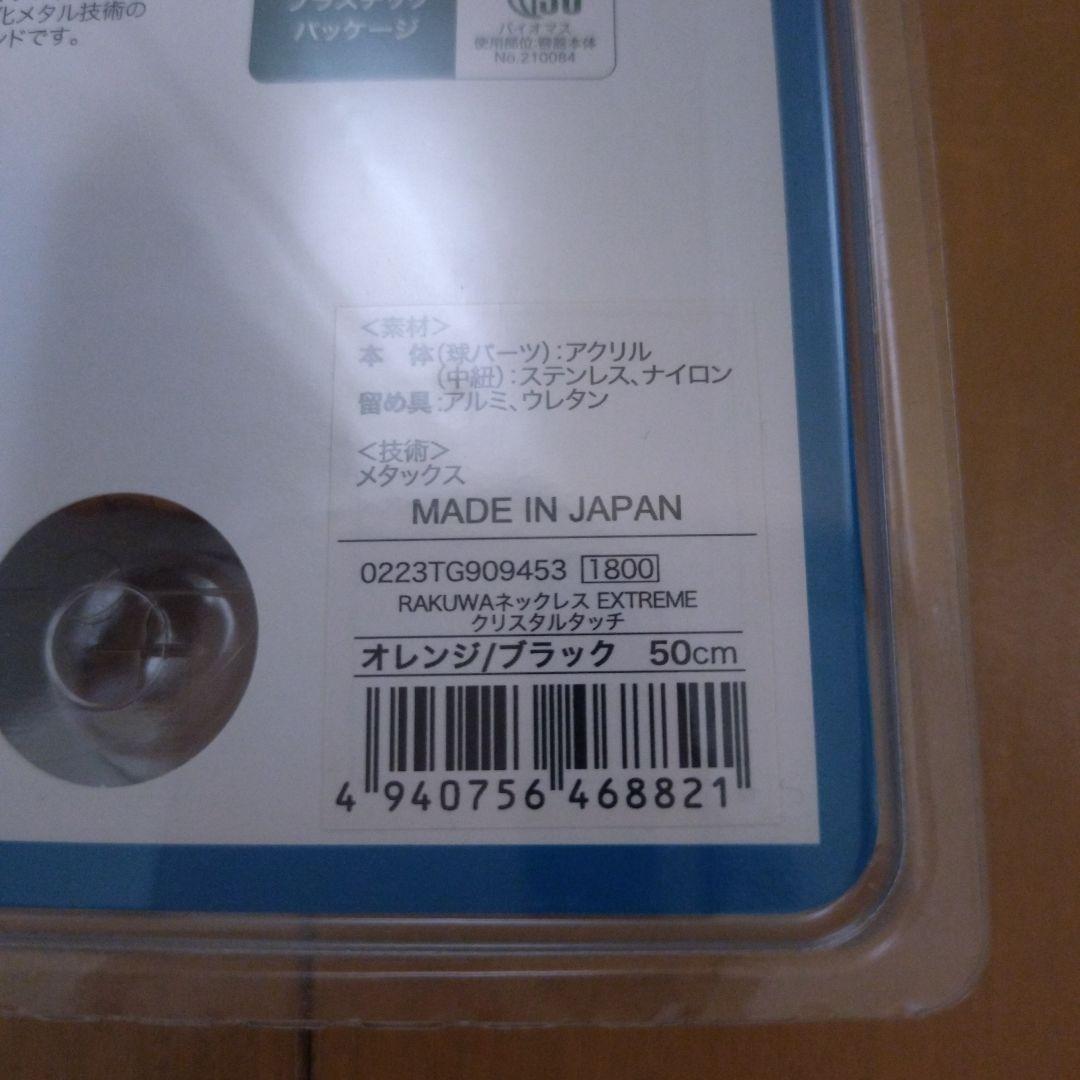 化メタル技術の
ンドです。
プラスチック
パッケージ
バイオマス
使用部位:容器本体
No.210084
<素材>
本 体(球パーツ):アクリル
(中紐):ステンレス、ナイロン
留め具:アルミ、ウレタン
<技術>
メタックス
MADE IN JAPAN
0223TG909453 1800
RAKUWAネックレス EXTREME
クリスタルタッチ
オレンジ/ブラック 50cm
4 940756 468821